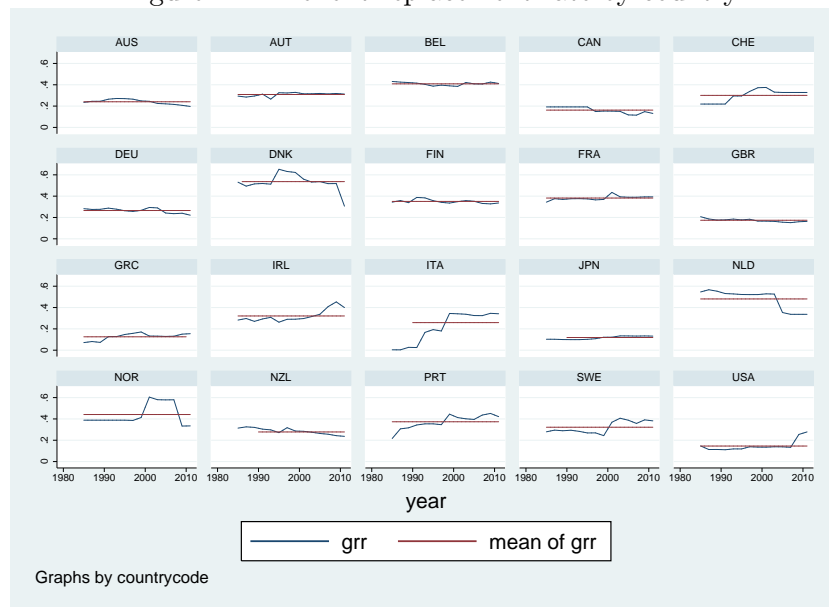 AUS AUT BEL CAN CHE
0 .2 .4 .6
DEU DNK FIN FRA GBR
0 .2 .4 .6
GRC IRL ITA JPN NLD
0 .2 .4 .6
NOR NZL PRT SWE USA
0 .2 .4 .6
1980 1990 2000 2010 1980 1990 2000 2010 1980 1990 2000 2010 1980 1990 2000 2010 1980 1990 2000 2010
year
grr mean of grr
Graphs by countrycode